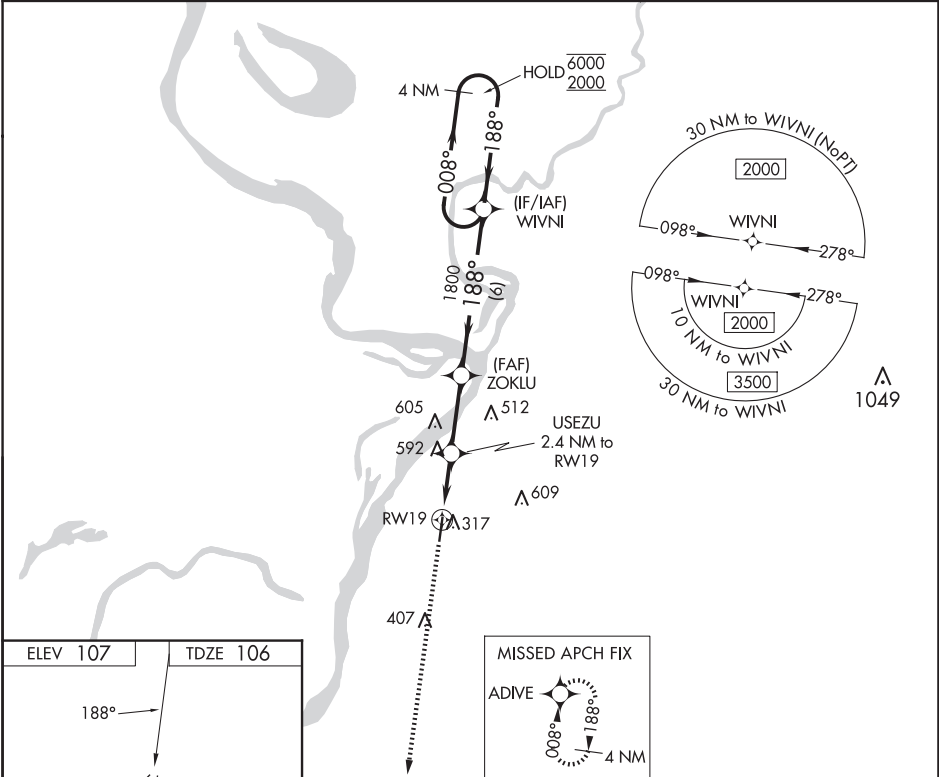 HOLD 6000
2000
4 NM
188°
008°
(IF/IAF)
WIVNI
1800
188°
(6)
(FAF)
ZOKLU
605
512
592
USEZU
2.4 NM to
RW19
609
RW19
317
407
30 NM to WIVNI (NoPT)
2000
WIVNI
098°
278°
098°
278°
WIVNI
2000
10 NM to WIVNI
3500
30 NM to WIVNI
1049
ELEV 107
TDZE 106
188°
MISSED APCH FIX
ADIVE
008°
188°
4 NM